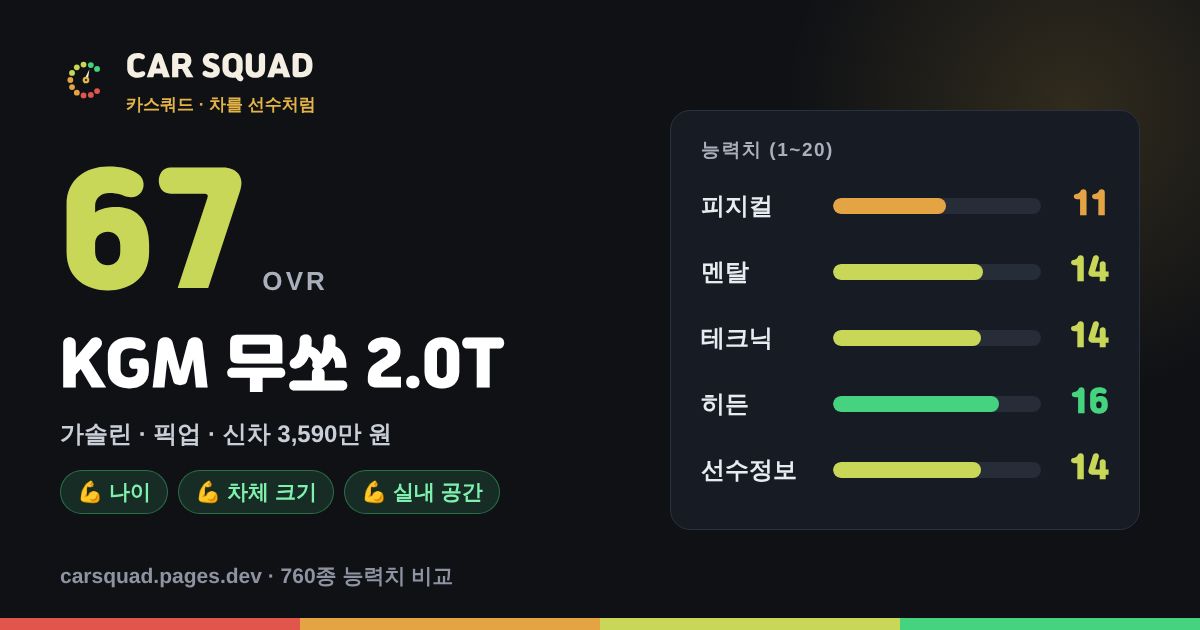 CAR SQUAD
카스쿼드 · 차를 선수처럼
67 OVR
KGM 무쏘 2.0T
가솔린 · 픽업 · 신차 3,590만 원
💪 나이 💪 차체 크기 💪 실내 공간
carsquad.pages.dev · 760종 능력치 비교
능력치 (1~20)
피지컬 11
멘탈 14
테크닉 14
히든 16
선수정보 14